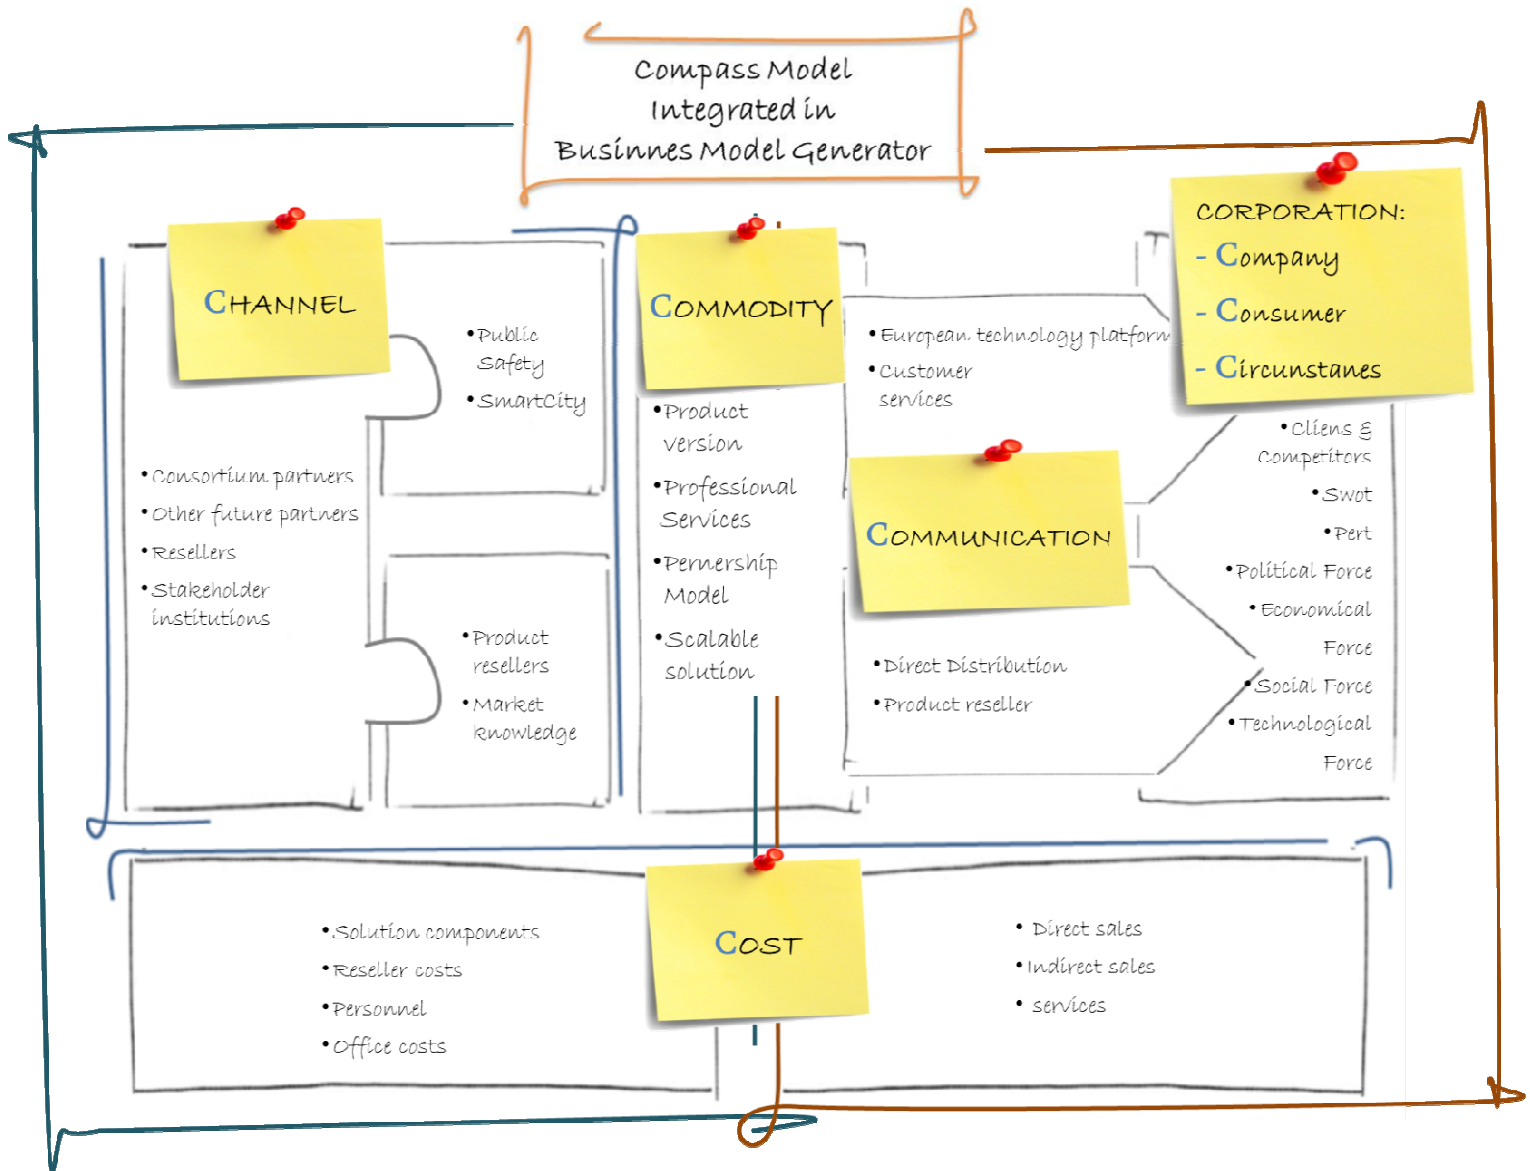 Compass Model
Integrated in
Businnes Model Generator
CHANNEL
• Consortium partners
• Other future partners
• Resellers
• Stakeholder
institutions
• Public
Safety
• SmartCity
• Product
resellers
• Market
knowledge
COMMODITY
• Product
version
• Professional
Services
• Pernership
Model
• Scalable
solution
• European technology platform
• Customer
services
COMMUNICATION
• Direct Distribution
• Product reseller
CORPORATION:
- Company
- Consumer
- Circunstanes
• Cliens &
Competitors
• Swot
• Pert
• Political Force
• Economical
Force
• Social Force
• Technological
Force
COST
• Solution components
• Reseller costs
• Personnel
• Office costs
• Direct sales
• Indirect sales
• services